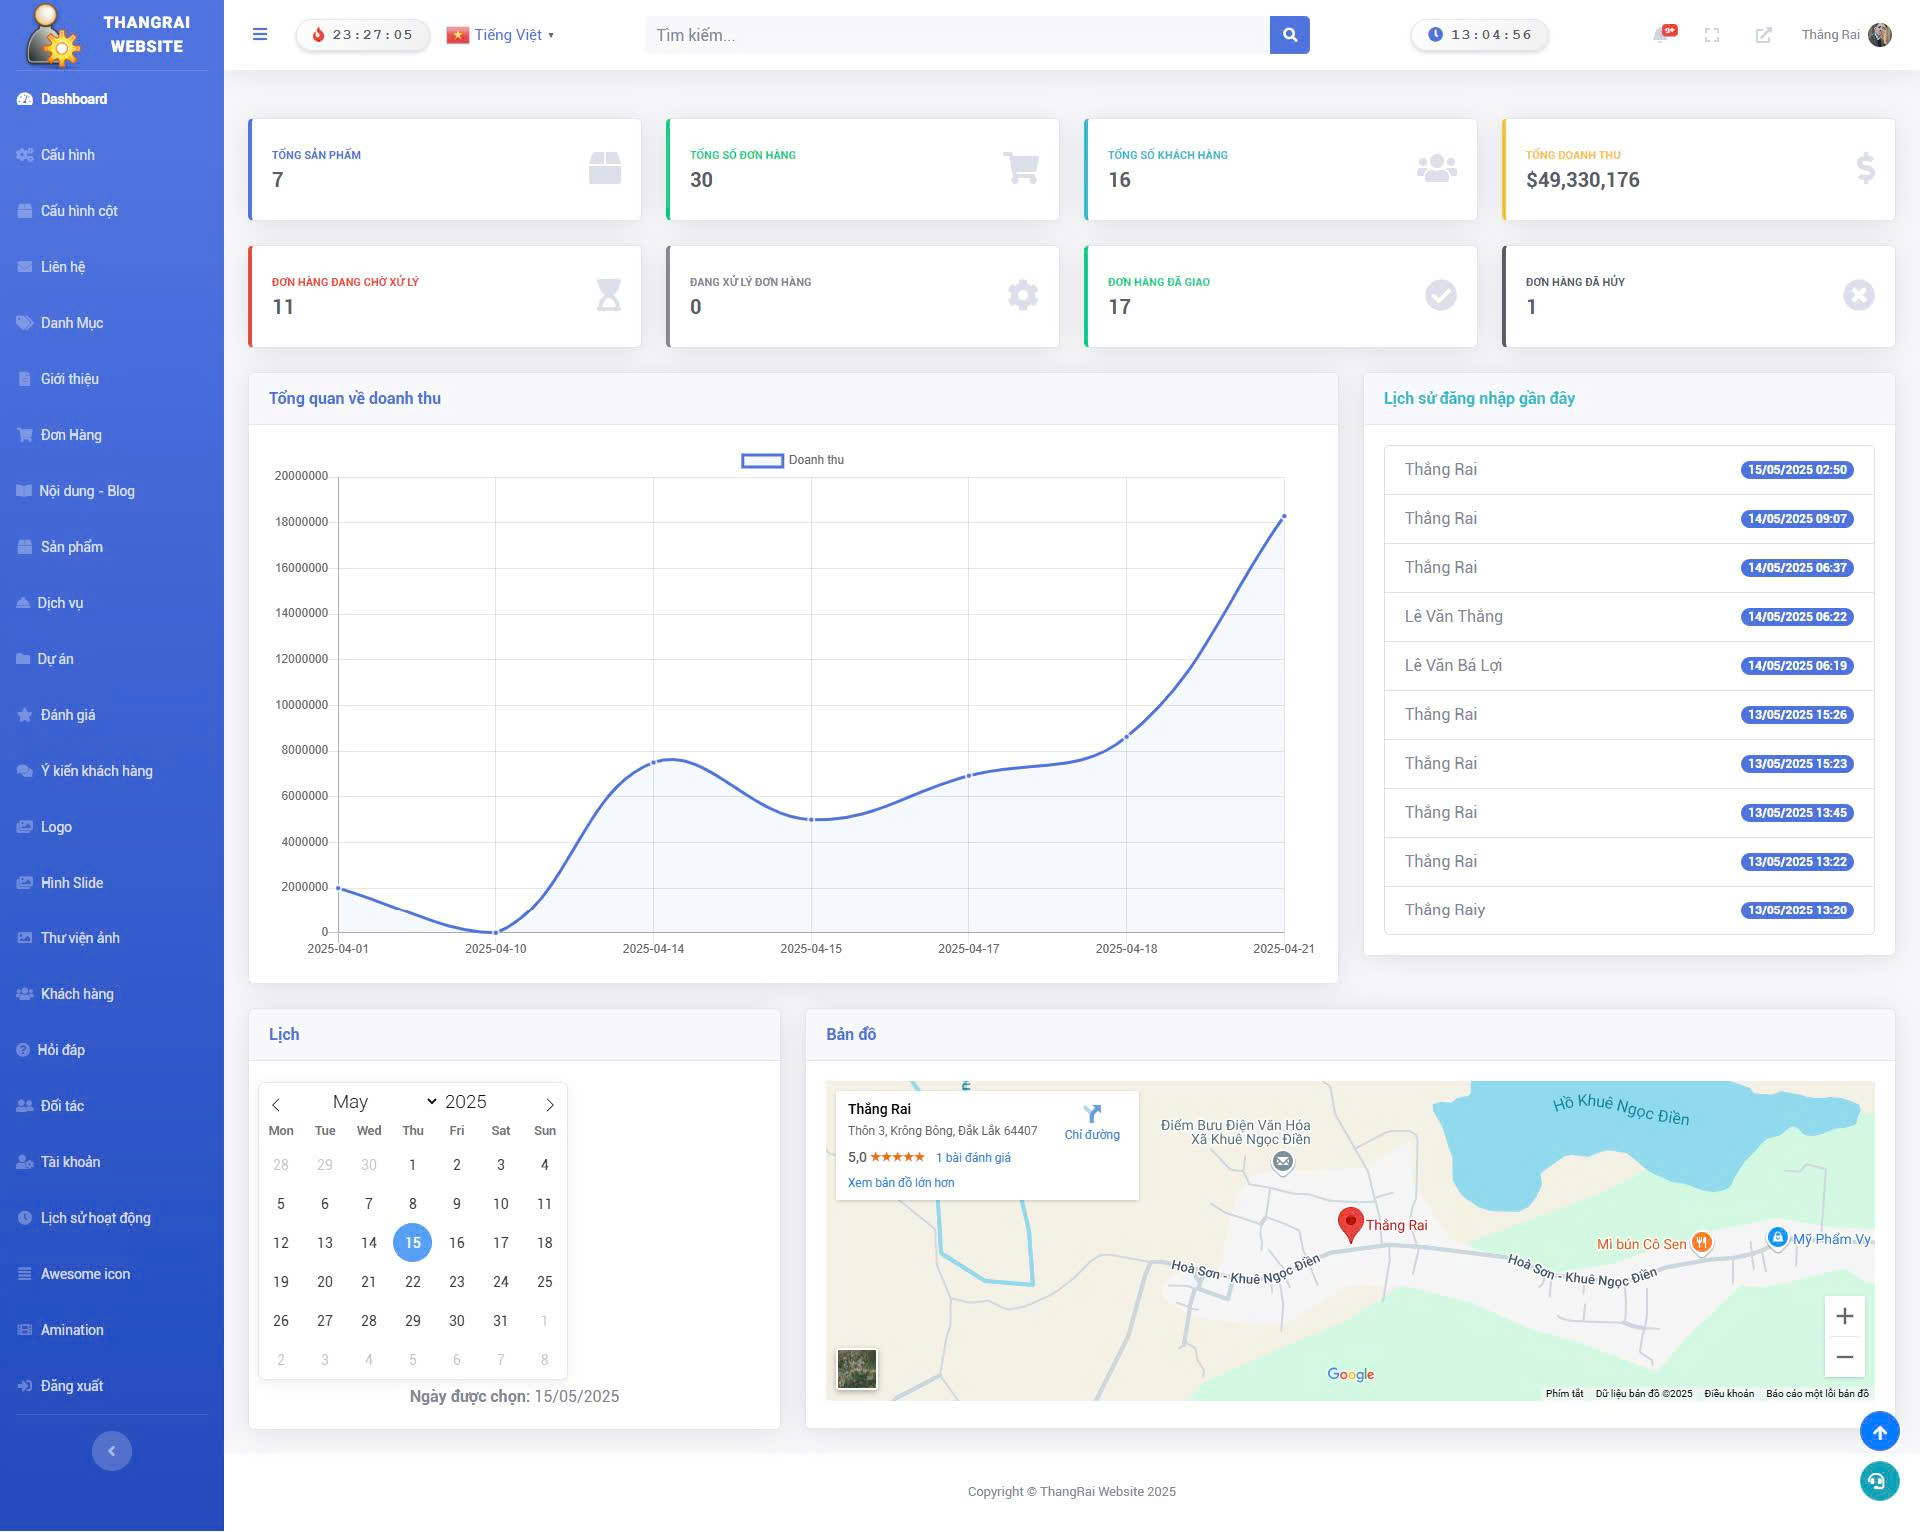 THANGRAI
WEBSITE
Dashboard
Cấu hình
Cấu hình cột
Liên hệ
Danh Mục
Giới thiệu
Đơn Hàng
Nội dung - Blog
Sản phẩm
Dịch vụ
Dự án
Đánh giá
Ý kiến khách hàng
Logo
Hình Slide
Thư viện ảnh
Khách hàng
Hỏi đáp
Đối tác
Tài khoản
Lịch sử hoạt động
Awesome icon
Amination
Đăng xuất
23:27:05
Tiếng Việt
Tìm kiếm...
13:04:56
9+
Thắng Rai
TỔNG SẢN PHẨM
7
TỔNG SỐ ĐƠN HÀNG
30
TỔNG SỐ KHÁCH HÀNG
16
TỔNG DOANH THU
$49,330,176
ĐƠN HÀNG ĐANG CHỜ XỬ LÝ
11
ĐANG XỬ LÝ ĐƠN HÀNG
0
ĐƠN HÀNG ĐÃ GIAO
17
ĐƠN HÀNG ĐÃ HỦY
1
Tổng quan về doanh thu
Doanh thu
20000000
18000000
16000000
14000000
12000000
10000000
8000000
6000000
4000000
2000000
0
2025-04-01 2025-04-10 2025-04-14 2025-04-15 2025-04-17 2025-04-18 2025-04-21
Lịch sử đăng nhập gần đây
Thắng Rai 15/05/2025 02:50
Thắng Rai 14/05/2025 09:07
Thắng Rai 14/05/2025 06:37
Lê Văn Thắng 14/05/2025 06:22
Lê Văn Bá Lợi 14/05/2025 06:19
Thắng Rai 13/05/2025 15:26
Thắng Rai 13/05/2025 15:23
Thắng Rai 13/05/2025 13:45
Thắng Rai 13/05/2025 13:22
Thắng Raiy 13/05/2025 13:20
Lịch
May 2025
Mon Tue Wed Thu Fri Sat Sun
28 29 30 1 2 3 4
5 6 7 8 9 10 11
12 13 14 15 16 17 18
19 20 21 22 23 24 25
26 27 28 29 30 31 1
2 3 4 5 6 7 8
Ngày được chọn: 15/05/2025
Bản đồ
Thắng Rai
Thôn 3, Krông Bông, Đắk Lắk 64407
5,0 ★★★★★ 1 bài đánh giá
Xem bản đồ lớn hơn
Chỉ đường
Điểm Bưu Điện Văn Hóa
Xã Khuê Ngọc Điền
Hồ Khuê Ngọc Điền
Thắng Rai
Mì bún Cô Sen
Mỹ Phẩm Vy
Hoà Sơn - Khuê Ngọc Điền
Hoà Sơn - Khuê Ngọc Điền
Google
Phím tắt Dữ liệu bản đồ ©2025 Điều khoản Báo cáo một lỗi bản đồ
Copyright © ThangRai Website 2025